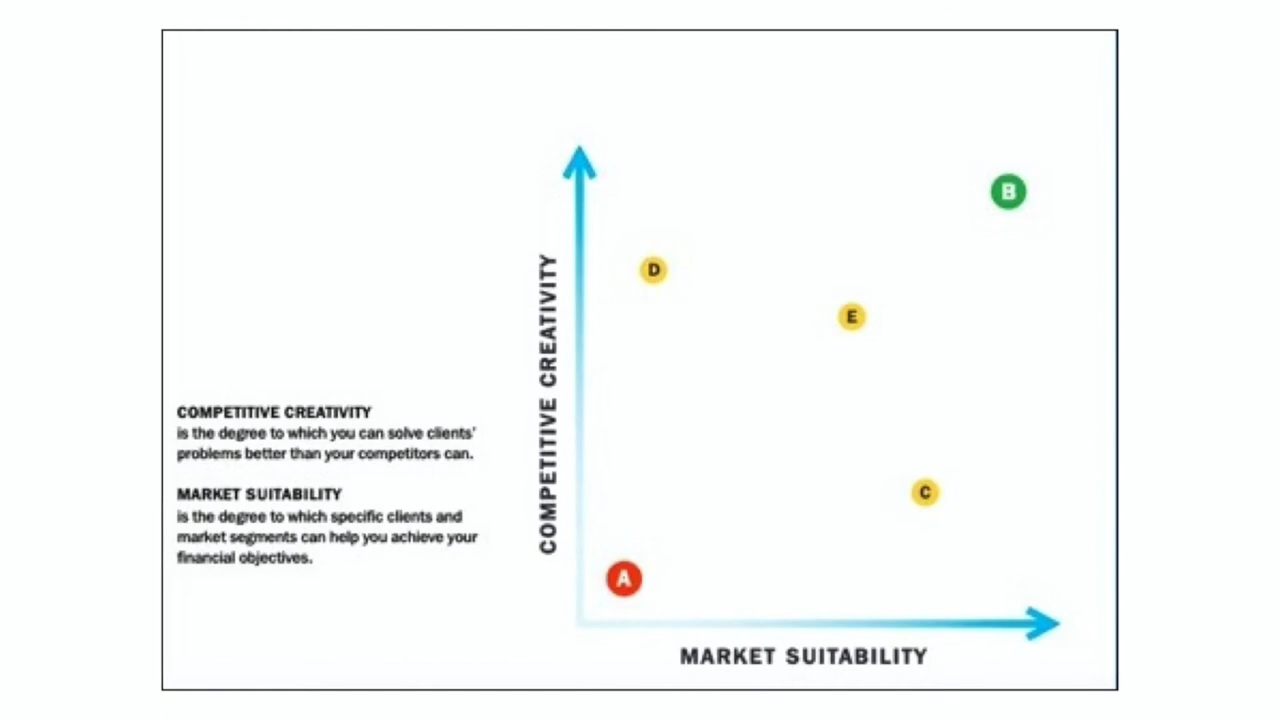 B
D
E
COMPETITIVE CREATIVITY
COMPETITIVE CREATIVITY
is the degree to which you can solve clients'
problems better than your competitors can.
MARKET SUITABILITY
is the degree to which specific clients and
market segments can help you achieve your
financial objectives.
C
A
MARKET SUITABILITY